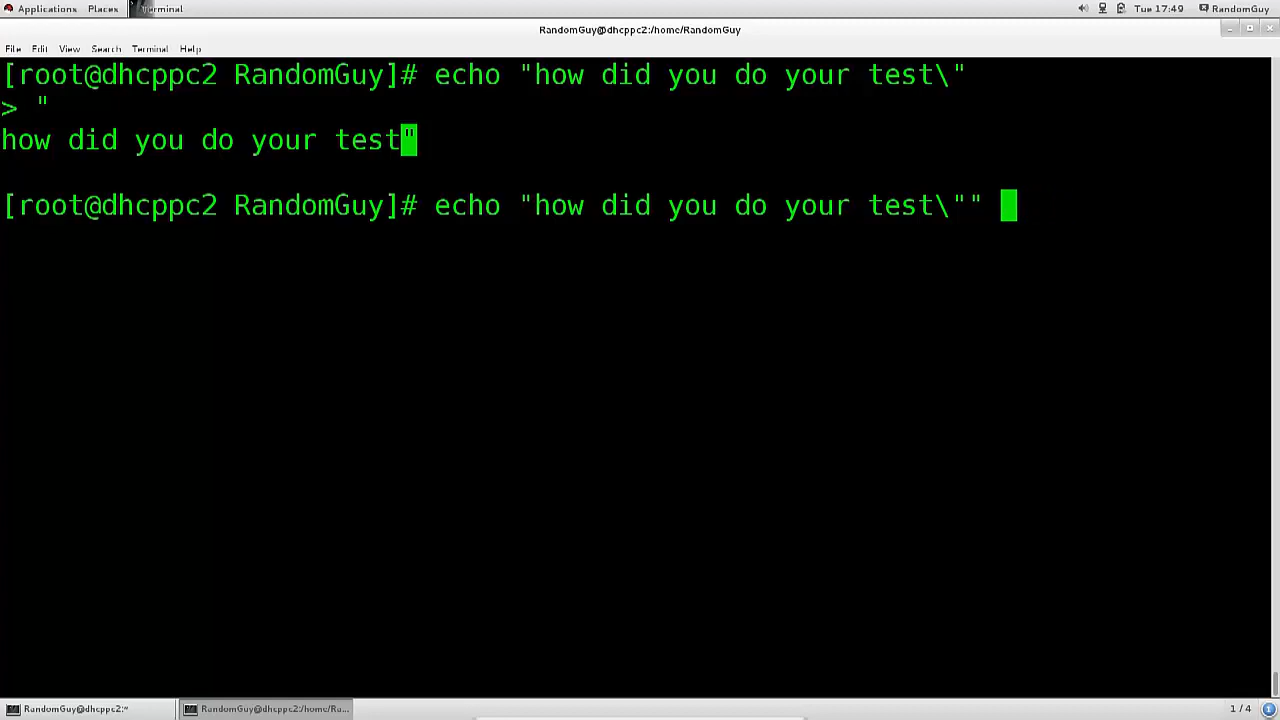 Applications Places Terminal Tue 17:49 RandomGuy
RandomGuy@dhcppc2:/home/RandomGuy
File Edit View Search Terminal Help
[root@dhcppc2 RandomGuy]# echo "how did you do your test\"
> "
how did you do your test"
[root@dhcppc2 RandomGuy]# echo "how did you do your test\""
RandomGuy@dhcppc2:~ RandomGuy@dhcppc2:/home/Ra... 1 / 4 1